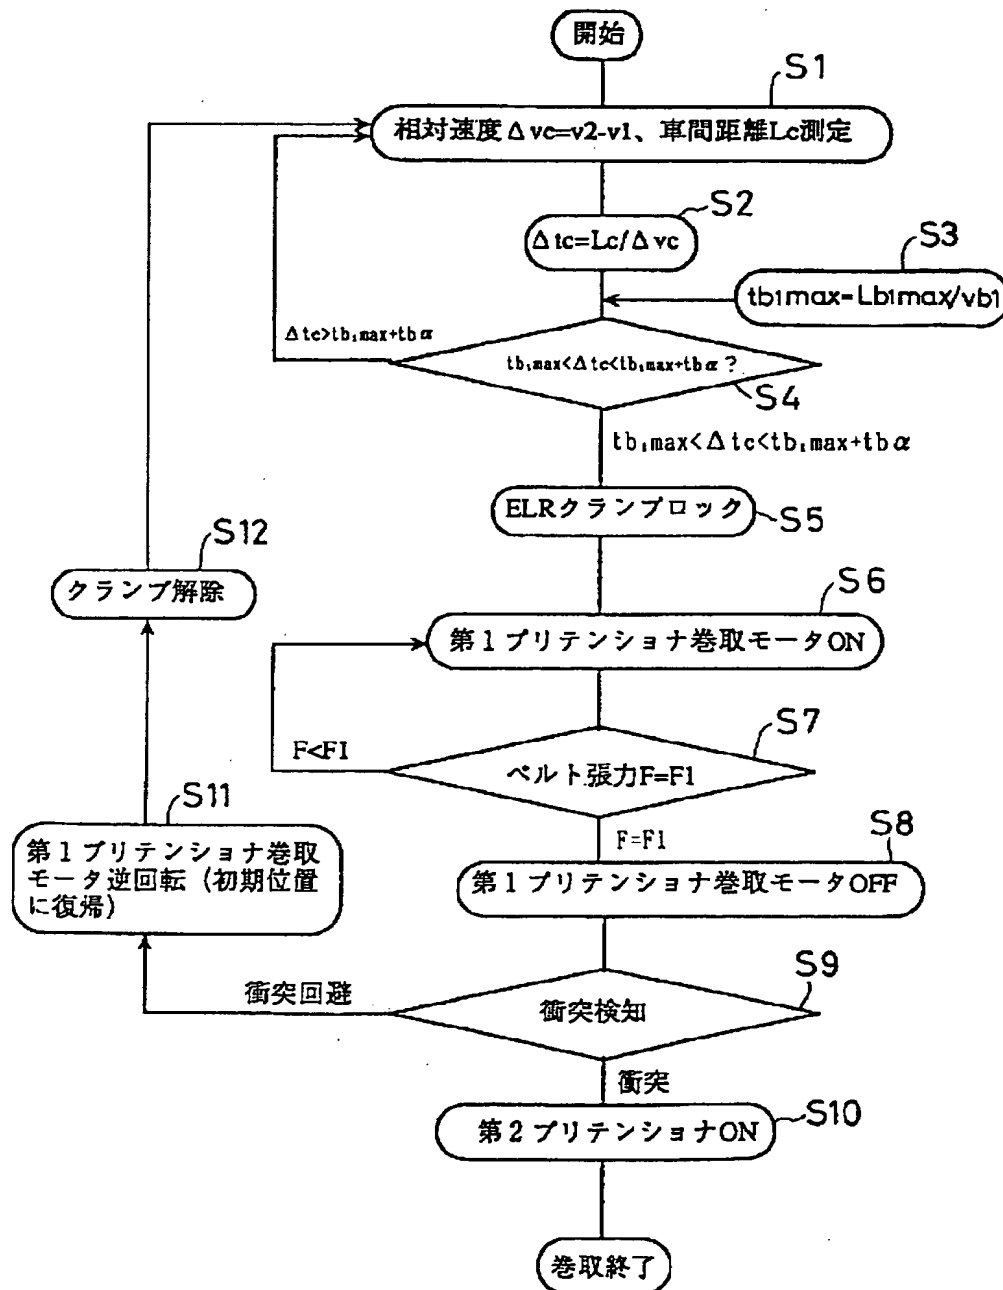 開始
S1
相対速度Δvc=v2-v1、車間距離Lc測定
S2
Δtc=Lc/Δvc
S3
tb1max=Lb1max/vb1
Δtc>tb1max+tbα
tb1max<Δtc<tb1max+tbα?
S4
tb1max<Δtc<tb1max+tbα
ELRクランプロック
S5
S12
クランプ解除
S6
第1プリテンショナ巻取モータON
S7
F<F1
ベルト張力F=F1
S11
第1プリテンショナ巻取
モータ逆回転(初期位置
に復帰)
F=F1
S8
第1プリテンショナ巻取モータOFF
S9
衝突回避
衝突検知
衝突
S10
第2プリテンショナON
巻取終了